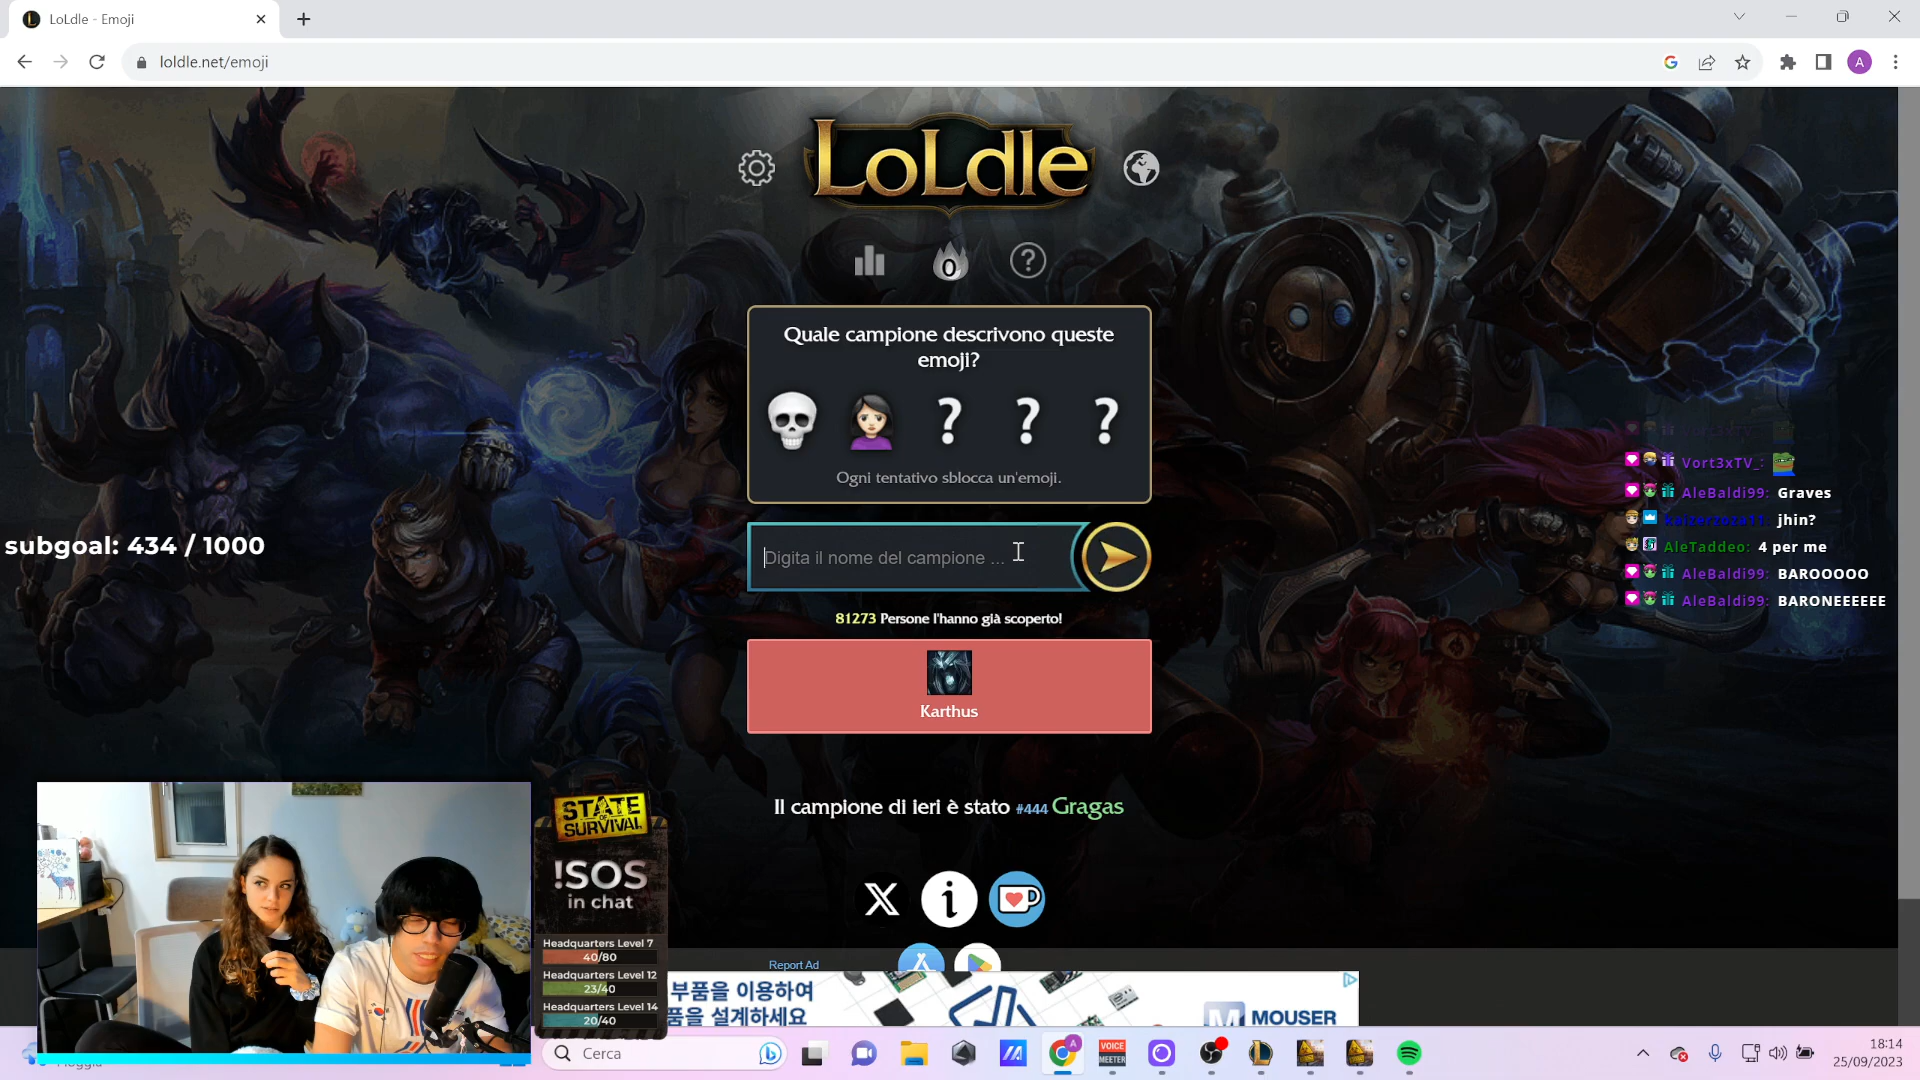 LoLdle - Emoji
loldle.net/emoji
A
LoLdle
0
?
Quale campione descrivono queste
emoji?
? ? ?
Ogni tentativo sblocca un'emoji.
Digita il nome del campione ...
81273 Persone l'hanno già scoperto!
Karthus
Il campione di ieri è stato #444 Gragas
subgoal: 434 / 1000
Vort3xTV_:
AleBaldi99: Graves
jhin?
AleTaddeo: 4 per me
AleBaldi99: BAROOOOO
AleBaldi99: BARONEEEEEE
STATE OF SURVIVAL
!SOS
in chat
Headquarters Level 7
40/80
Headquarters Level 12
23/40
Headquarters Level 14
20/40
X
i
Report Ad
부품을 이용하여
품을 설계하세요
M MOUSER
Cerca
A
VOICE
MEETER
18:14
25/09/2023